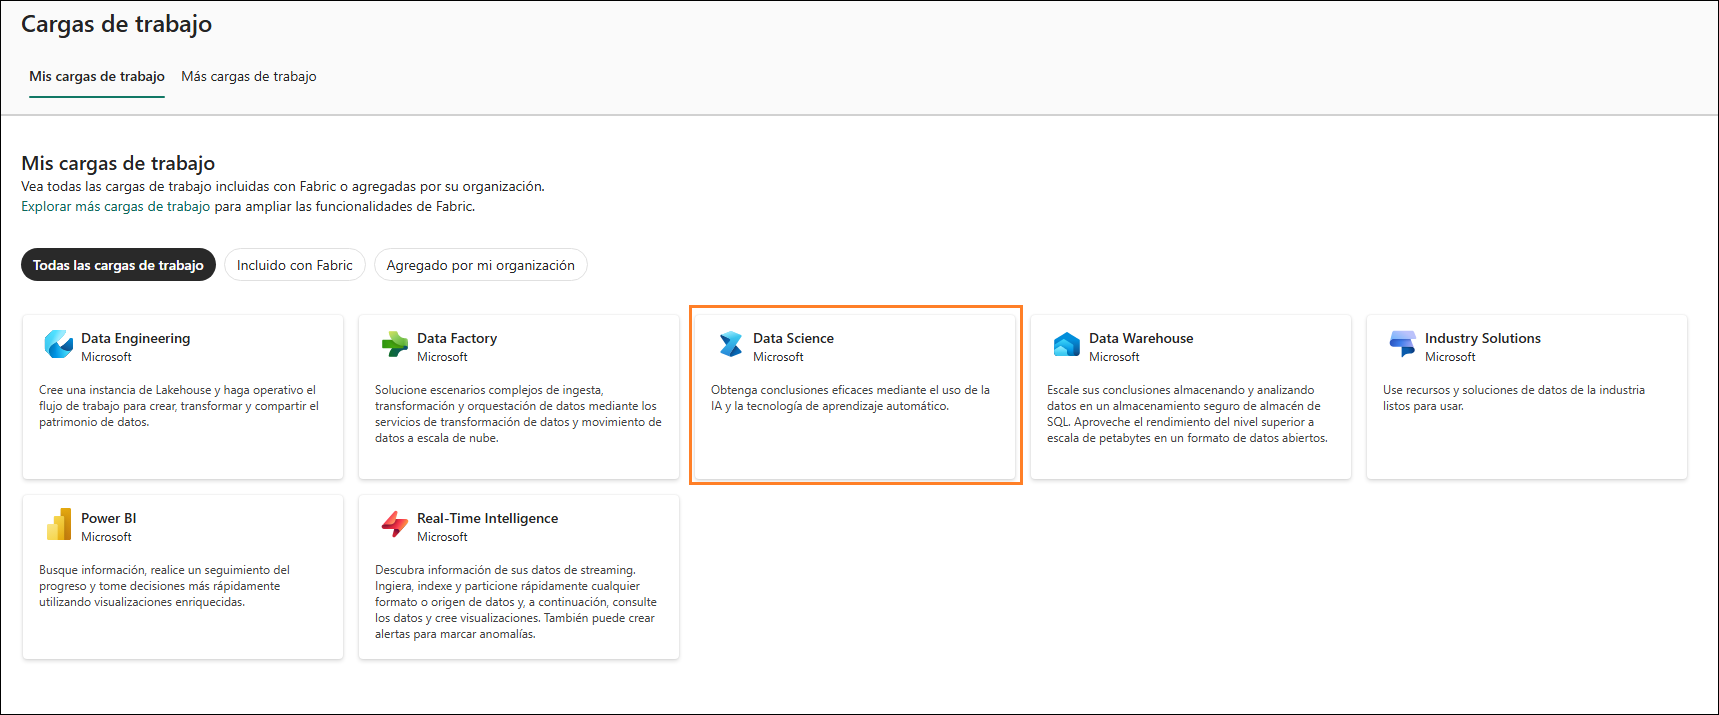 Cargas de trabajo
Mis cargas de trabajo
Más cargas de trabajo
Mis cargas de trabajo
Vea todas las cargas de trabajo incluidas con Fabric o agregadas por su organización.
Explorar más cargas de trabajo para ampliar las funcionalidades de Fabric.
Todas las cargas de trabajo
Incluido con Fabric
Agregado por mi organización
Data Engineering
Microsoft
Cree una instancia de Lakehouse y haga operativo el
flujo de trabajo para crear, transformar y compartir el
patrimonio de datos.
Data Factory
Microsoft
Solucione escenarios complejos de ingesta,
transformación y orquestación de datos mediante los
servicios de transformación de datos y movimiento de
datos a escala de nube.
Data Science
Microsoft
Obtenga conclusiones eficaces mediante el uso de la
IA y la tecnología de aprendizaje automático.
Data Warehouse
Microsoft
Escale sus conclusiones almacenando y analizando
datos en un almacenamiento seguro de almacén de
SQL. Aproveche el rendimiento del nivel superior a
escala de petabytes en un formato de datos abiertos.
Industry Solutions
Microsoft
Use recursos y soluciones de datos de la industria
listos para usar.
Power BI
Microsoft
Busque información, realice un seguimiento del
progreso y tome decisiones más rápidamente
utilizando visualizaciones enriquecidas.
Real-Time Intelligence
Microsoft
Descubra información de sus datos de streaming.
Ingiera, indexe y particione rápidamente cualquier
formato o origen de datos y, a continuación, consulte
los datos y cree visualizaciones. También puede crear
alertas para marcar anomalías.